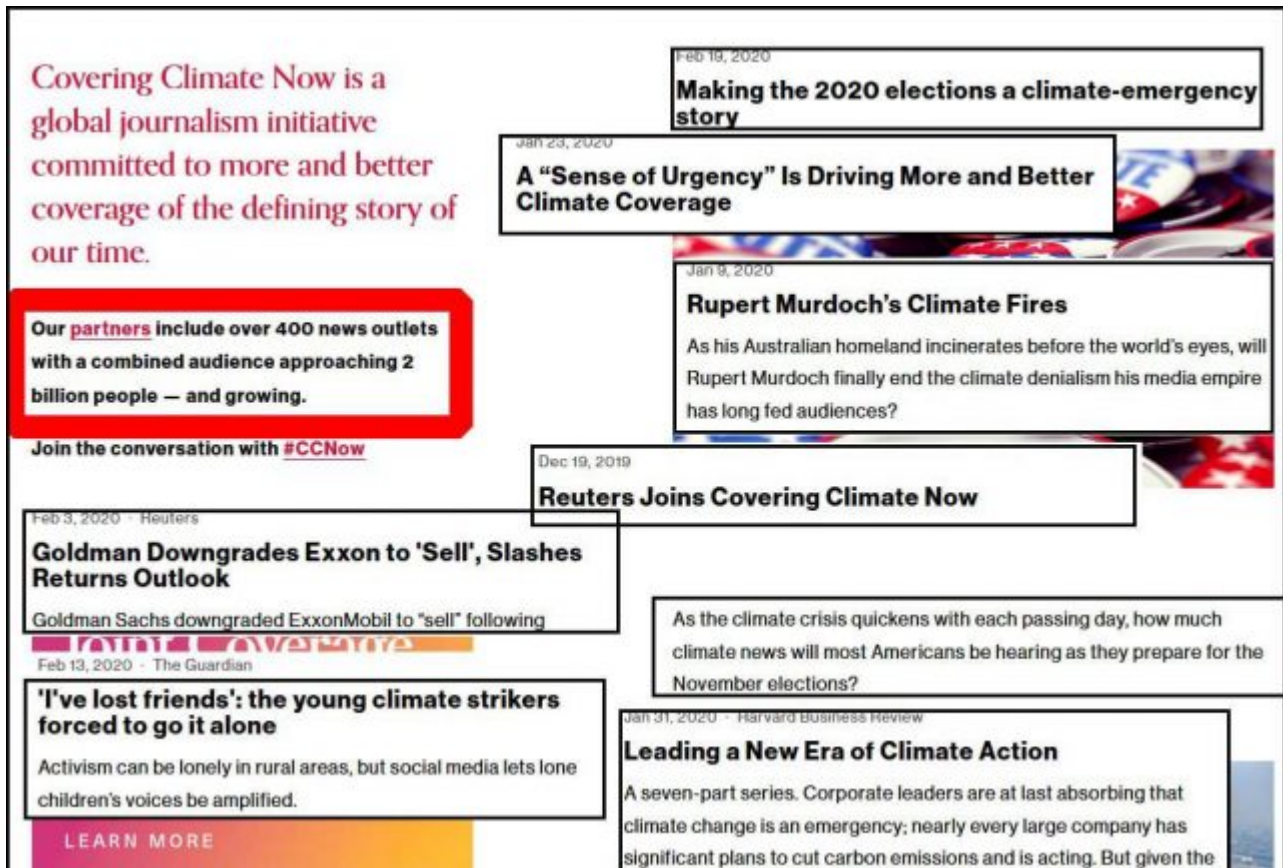 Covering Climate Now is a
global journalism initiative
committed to more and better
coverage of the defining story of
our time.
Our partners include over 400 news outlets
with a combined audience approaching 2
billion people — and growing.
Join the conversation with #CCNow
Feb 19, 2020
Making the 2020 elections a climate-emergency
story
Jan 23, 2020
A “Sense of Urgency” Is Driving More and Better
Climate Coverage
Jan 9, 2020
Rupert Murdoch’s Climate Fires
As his Australian homeland incinerates before the world’s eyes, will
Rupert Murdoch finally end the climate denialism his media empire
has long fed audiences?
Dec 19, 2019
Reuters Joins Covering Climate Now
Feb 3, 2020 · Reuters
Goldman Downgrades Exxon to 'Sell', Slashes
Returns Outlook
Goldman Sachs downgraded ExxonMobil to “sell” following
Joint Coverage
Feb 13, 2020 · The Guardian
'I've lost friends': the young climate strikers
forced to go it alone
Activism can be lonely in rural areas, but social media lets lone
children’s voices be amplified.
LEARN MORE
As the climate crisis quickens with each passing day, how much
climate news will most Americans be hearing as they prepare for the
November elections?
Jan 31, 2020 · Harvard Business Review
Leading a New Era of Climate Action
A seven-part series. Corporate leaders are at last absorbing that
climate change is an emergency; nearly every large company has
significant plans to cut carbon emissions and is acting. But given the